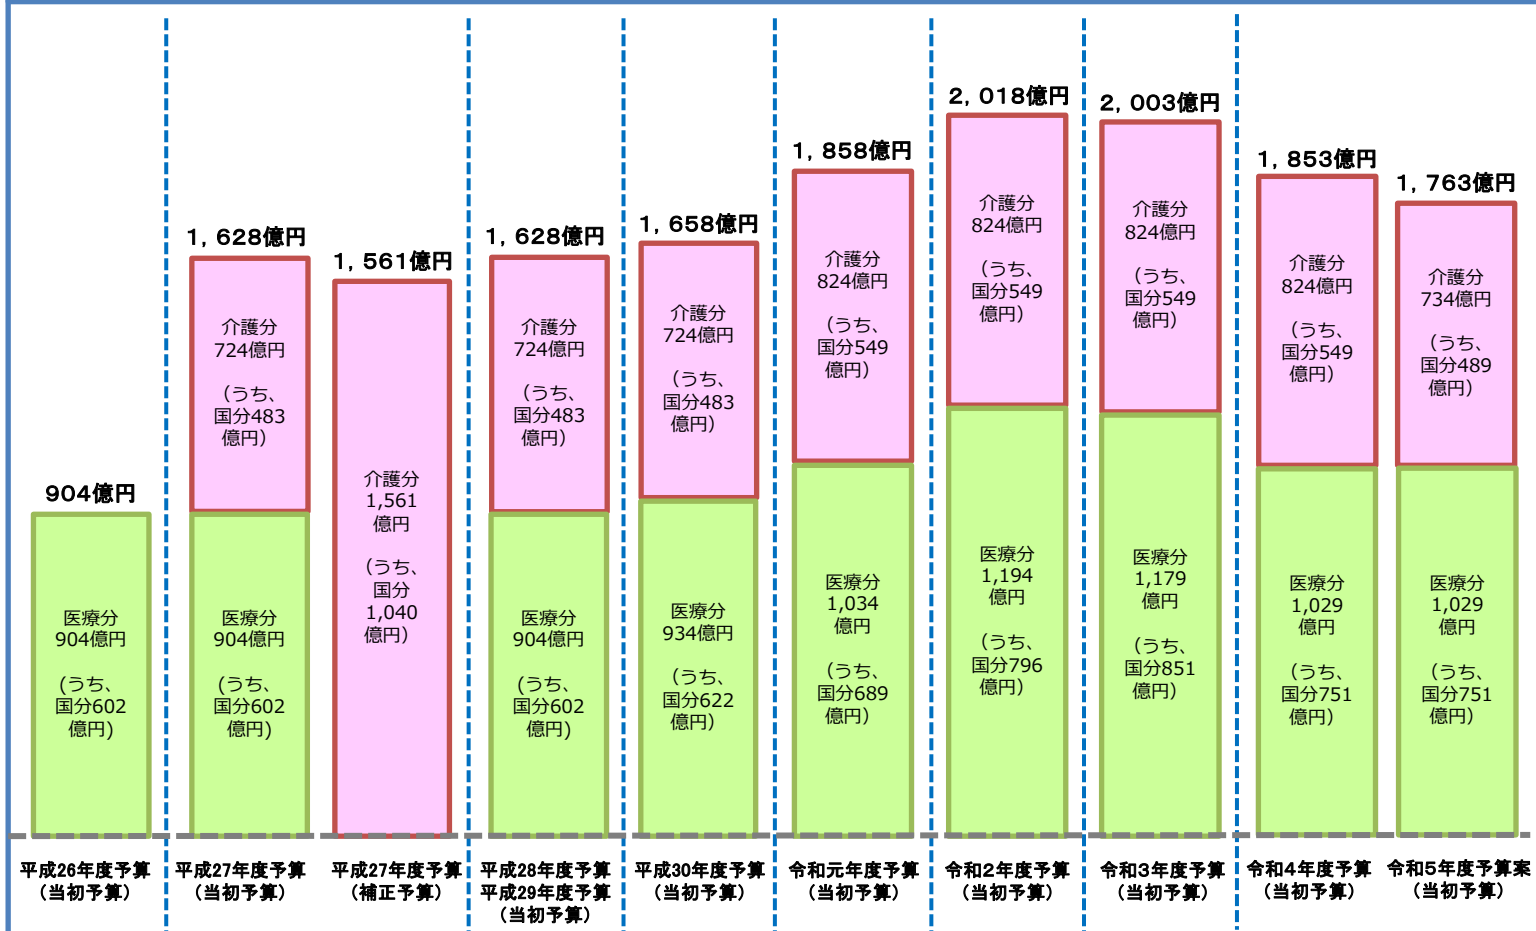 904億円
医療分
904億円
(うち、
国分602
億円)
平成26年度予算
(当初予算)
1,628億円
介護分
724億円
(うち、
国分483
億円)
医療分
904億円
(うち、
国分602
億円)
平成27年度予算
(当初予算)
1,561億円
介護分
1,561
億円
(うち、
国分
1,040
億円)
平成27年度予算
(補正予算)
1,628億円
介護分
724億円
(うち、
国分483
億円)
医療分
904億円
(うち、
国分602
億円)
平成28年度予算
平成29年度予算
(当初予算)
1,658億円
介護分
724億円
(うち、
国分483
億円)
医療分
934億円
(うち、
国分622
億円)
平成30年度予算
(当初予算)
1,858億円
介護分
824億円
(うち、
国分549
億円)
医療分
1,034
億円
(うち、
国分689
億円)
令和元年度予算
(当初予算)
2,018億円
介護分
824億円
(うち、
国分549
億円)
医療分
1,194
億円
(うち、
国分796
億円)
令和2年度予算
(当初予算)
2,003億円
介護分
824億円
(うち、
国分549
億円)
医療分
1,179
億円
(うち、
国分851
億円)
令和3年度予算
(当初予算)
1,853億円
介護分
824億円
(うち、
国分549
億円)
医療分
1,029
億円
(うち、
国分751
億円)
令和4年度予算
(当初予算)
1,763億円
介護分
734億円
(うち、
国分489
億円)
医療分
1,029
億円
(うち、
国分751
億円)
令和5年度予算案
(当初予算)